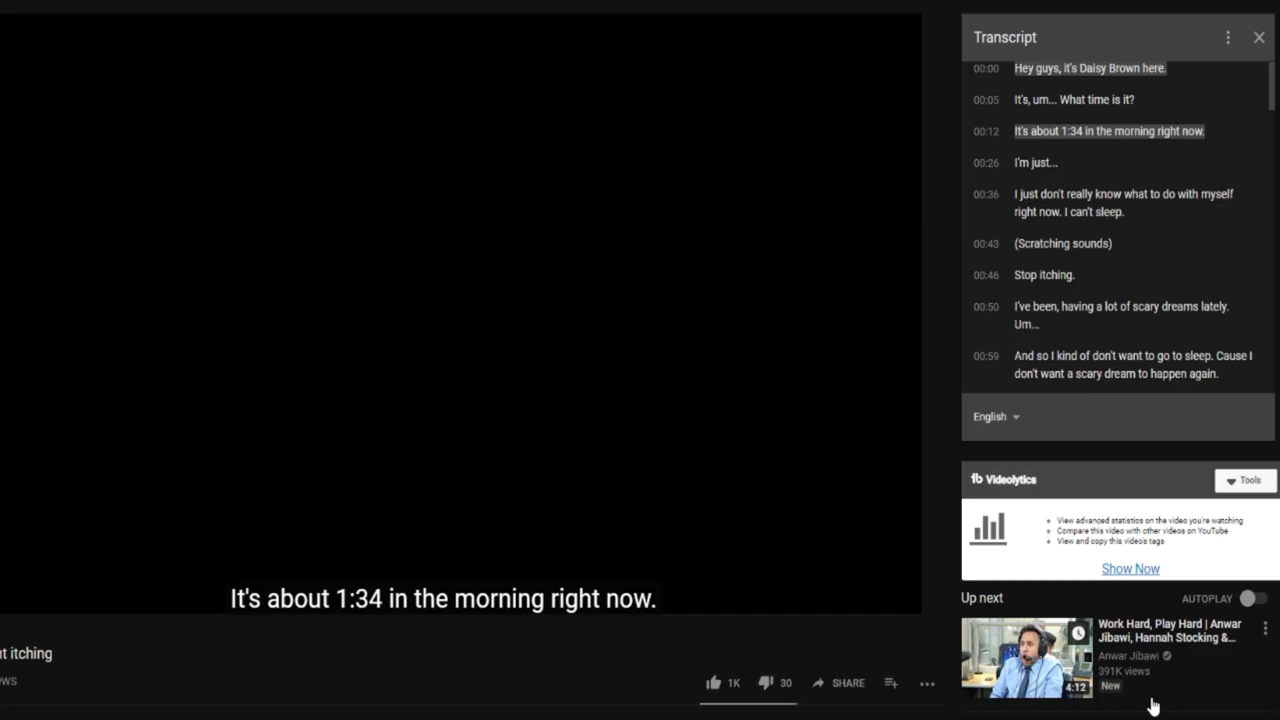 Transcript
00:00 Hey guys, it's Daisy Brown here.
00:05 It's, um... What time is it?
00:12 It's about 1:34 in the morning right now.
00:26 I'm just...
00:36 I just don't really know what to do with myself
right now. I can't sleep.
00:43 (Scratching sounds)
00:46 Stop itching.
00:50 I've been, having a lot of scary dreams lately.
Um...
00:59 And so I kind of don't want to go to sleep. Cause I
don't want a scary dream to happen again.
English
tb Videolytics
Tools
View advanced statistics on the video you're watching
Compare this video with other videos on YouTube
View and copy this video's tags
Show Now
It's about 1:34 in the morning right now.
Up next
AUTOPLAY
Work Hard, Play Hard | Anwar
Jibawi, Hannah Stocking &...
Anwar Jibawi
391K views
New
4:12
itching
1K 30 SHARE